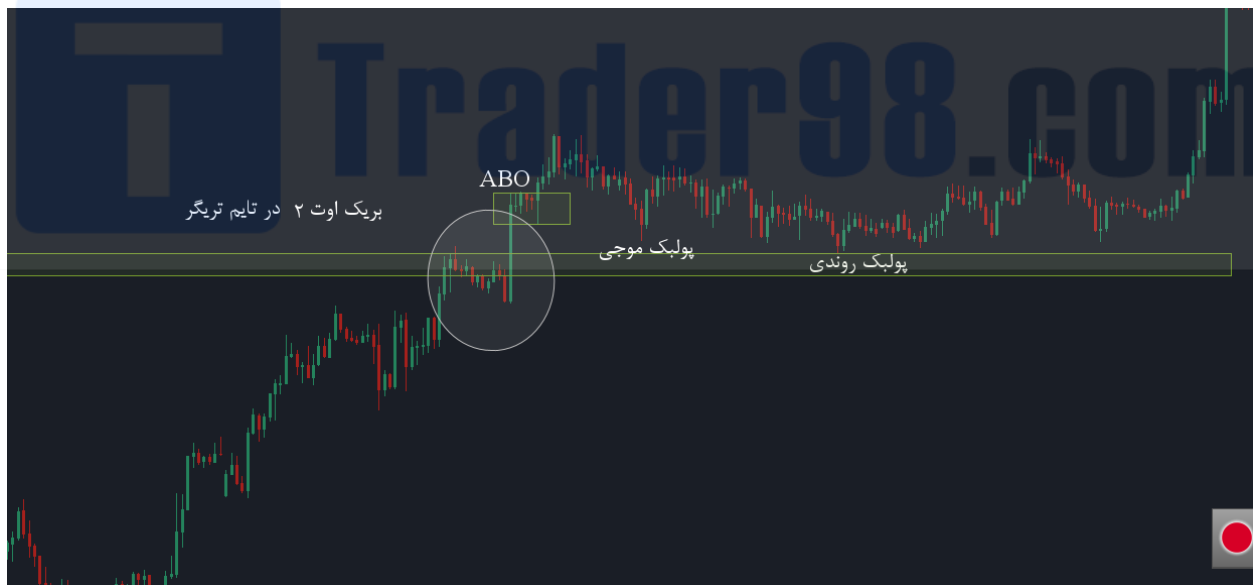 Trader98.com
ABO
بریک اوت ۲ در تایم تریگر
پولبک موجی
پولبک روندی